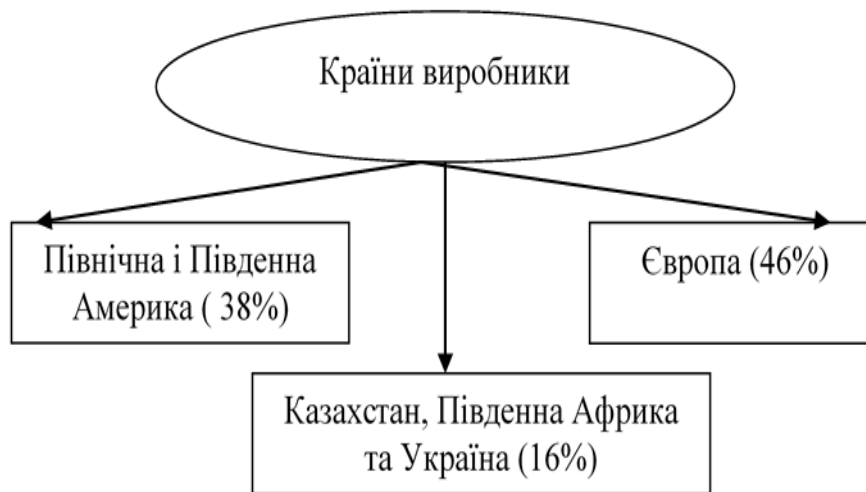 Країни виробники
Північна і Південна
Америка ( 38%)
Європа (46%)
Казахстан, Південна Африка
та Україна (16%)